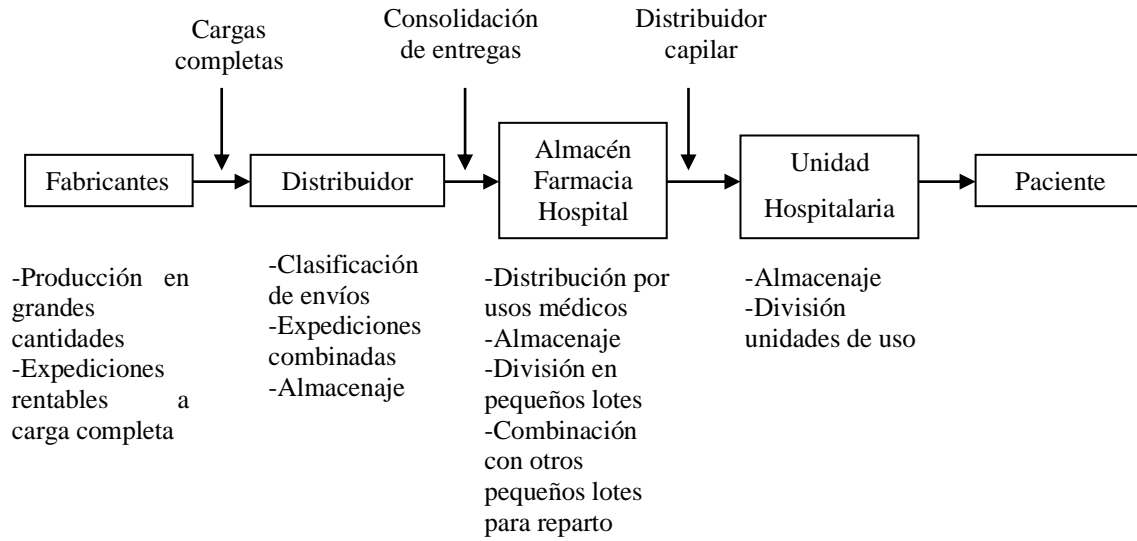 Cargas
completas
Consolidación
de entregas
Distribuidor
capilar
Fabricantes
Distribuidor
Almacén
Farmacia
Hospital
Unidad
Hospitalaria
Paciente
-Producción en
grandes
cantidades
-Expediciones
rentables a
carga completa
-Clasificación
de envíos
-Expediciones
combinadas
-Almacenaje
-Distribución por
usos médicos
-Almacenaje
-División en
pequeños lotes
-Combinación
con otros
pequeños lotes
para reparto
-Almacenaje
-División
unidades de uso